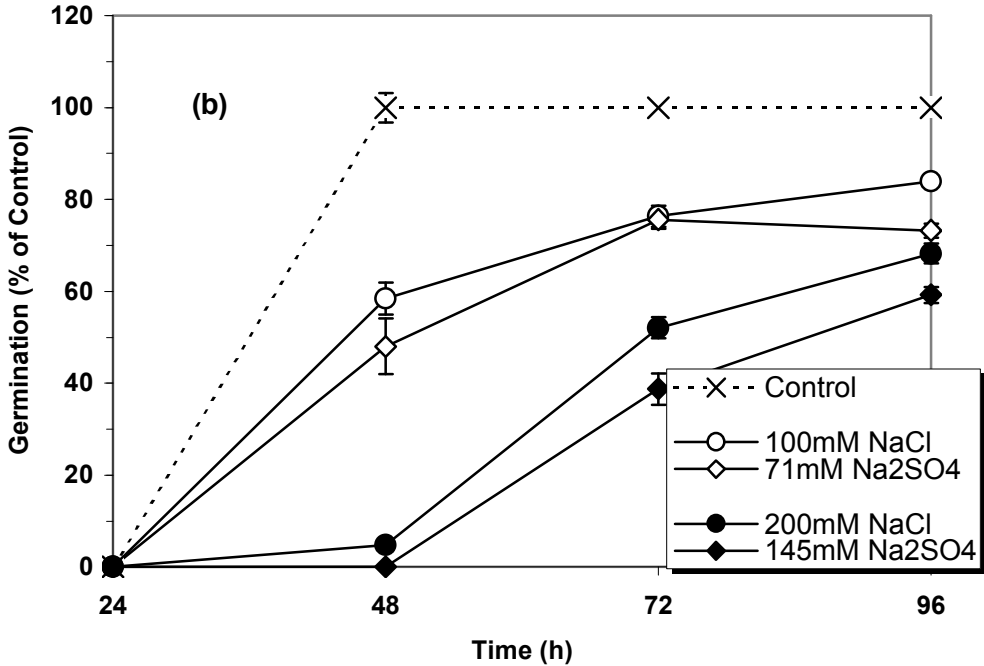 120
100
80
60
40
20
0
Germination (% of Control)
(b)
Control
100mM NaCl
71mM Na2SO4
200mM NaCl
145mM Na2SO4
24 48 72 96
Time (h)